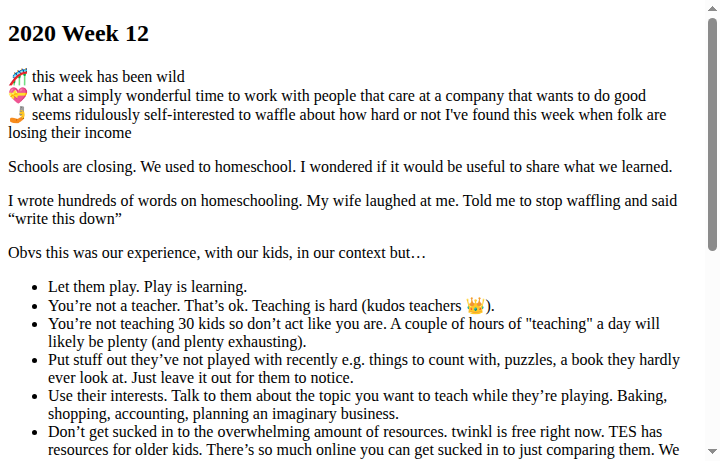 2020 Week 12
🎢 this week has been wild
💝 what a simply wonderful time to work with people that care at a company that wants to do good
🤳 seems ridulously self-interested to waffle about how hard or not I've found this week when folk are
losing their income
Schools are closing. We used to homeschool. I wondered if it would be useful to share what we learned.
I wrote hundreds of words on homeschooling. My wife laughed at me. Told me to stop waffling and said
“write this down”
Obvs this was our experience, with our kids, in our context but…
• Let them play. Play is learning.
• You’re not a teacher. That’s ok. Teaching is hard (kudos teachers 👑).
• You’re not teaching 30 kids so don’t act like you are. A couple of hours of "teaching" a day will
likely be plenty (and plenty exhausting).
• Put stuff out they’ve not played with recently e.g. things to count with, puzzles, a book they hardly
ever look at. Just leave it out for them to notice.
• Use their interests. Talk to them about the topic you want to teach while they’re playing. Baking,
shopping, accounting, planning an imaginary business.
• Don’t get sucked in to the overwhelming amount of resources. twinkl is free right now. TES has
resources for older kids. There’s so much online you can get sucked in to just comparing them. We